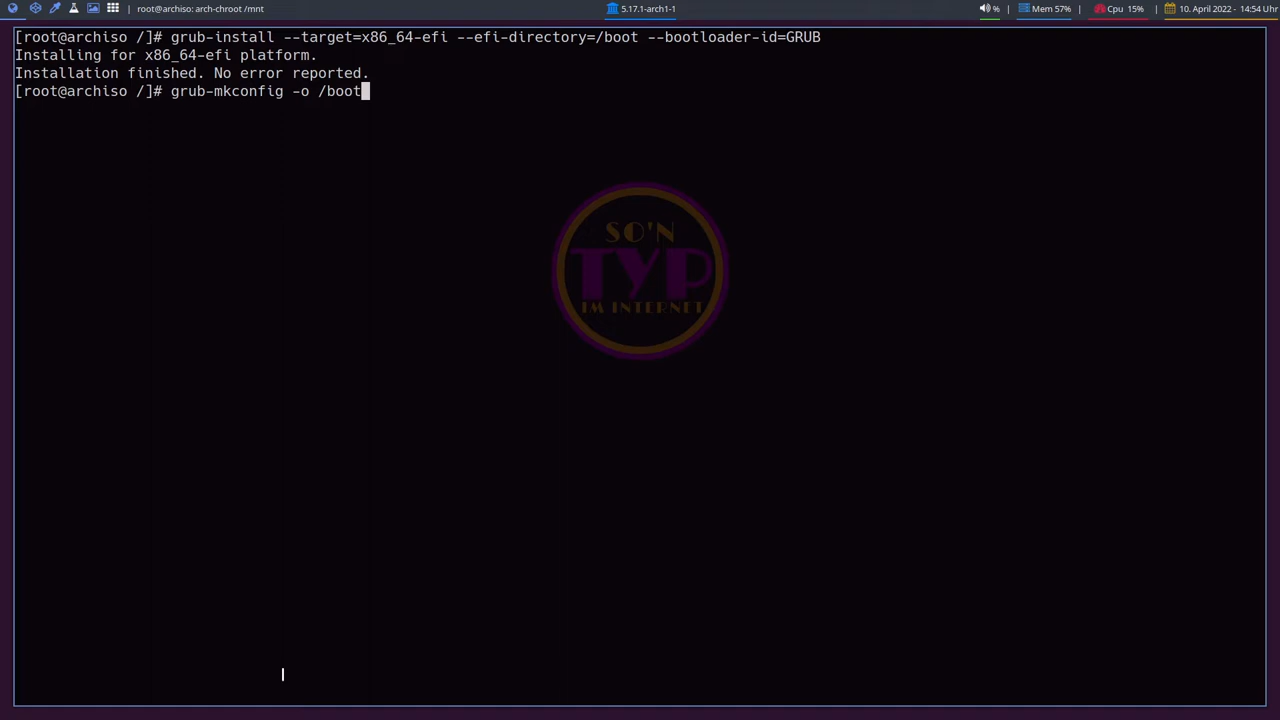 root@archiso: arch-chroot /mnt
5.17.1-arch1-1
% | Mem 57% | Cpu 15% | 10. April 2022 - 14:54 Uhr
[root@archiso /]# grub-install --target=x86_64-efi --efi-directory=/boot --bootloader-id=GRUB
Installing for x86_64-efi platform.
Installation finished. No error reported.
[root@archiso /]# grub-mkconfig -o /boot
SO'N
TYP
IM INTERNET